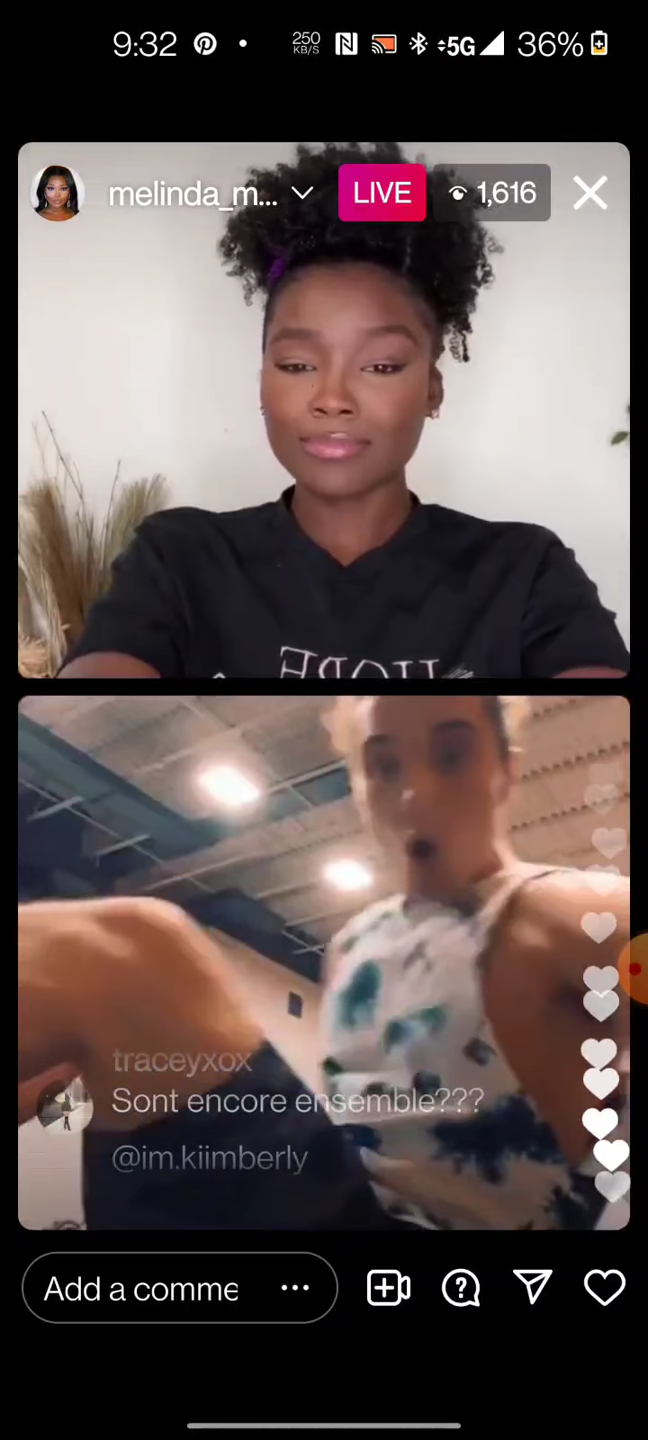 9:32
250
KB/S
5G
36%
melinda_m...
LIVE
1,616
traceyxox
Sont encore ensemble???
@im.kiimberly
Add a comme